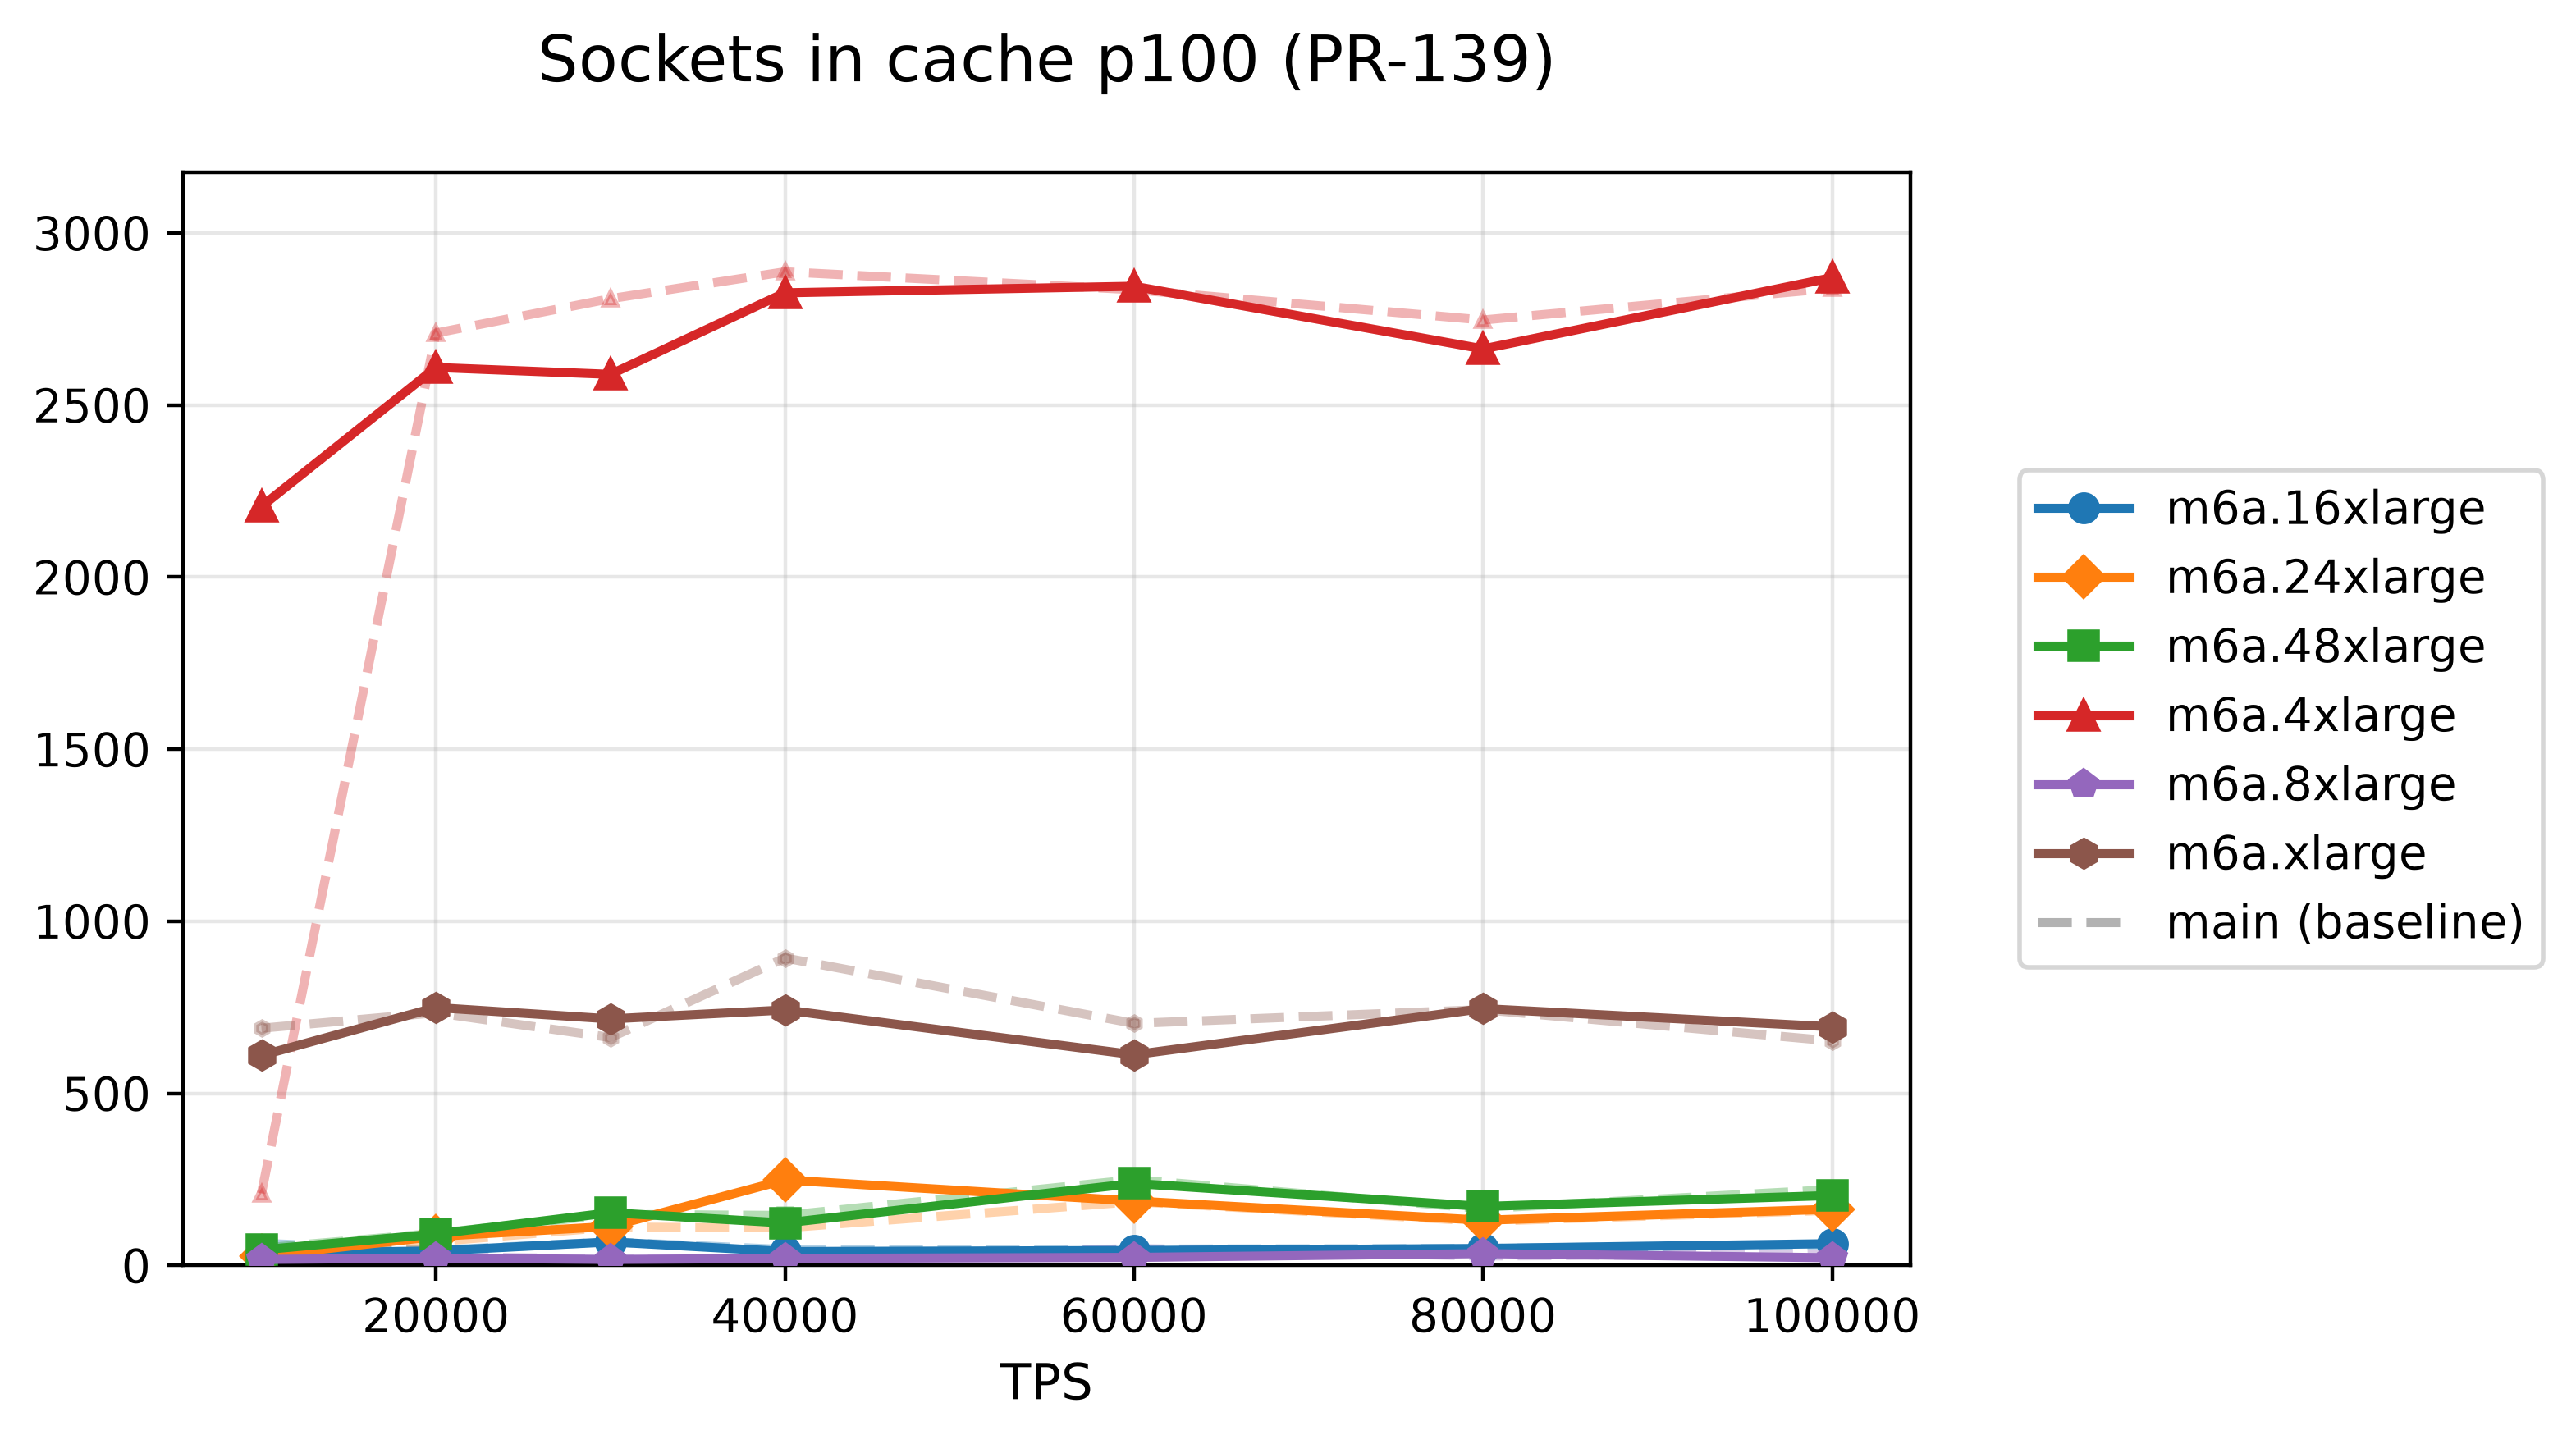 Sockets in cache p100 (PR-139)
3000
2500
2000
1500
1000
500
0
20000 40000 60000 80000 100000
TPS
m6a.16xlarge
m6a.24xlarge
m6a.48xlarge
m6a.4xlarge
m6a.8xlarge
m6a.xlarge
main (baseline)